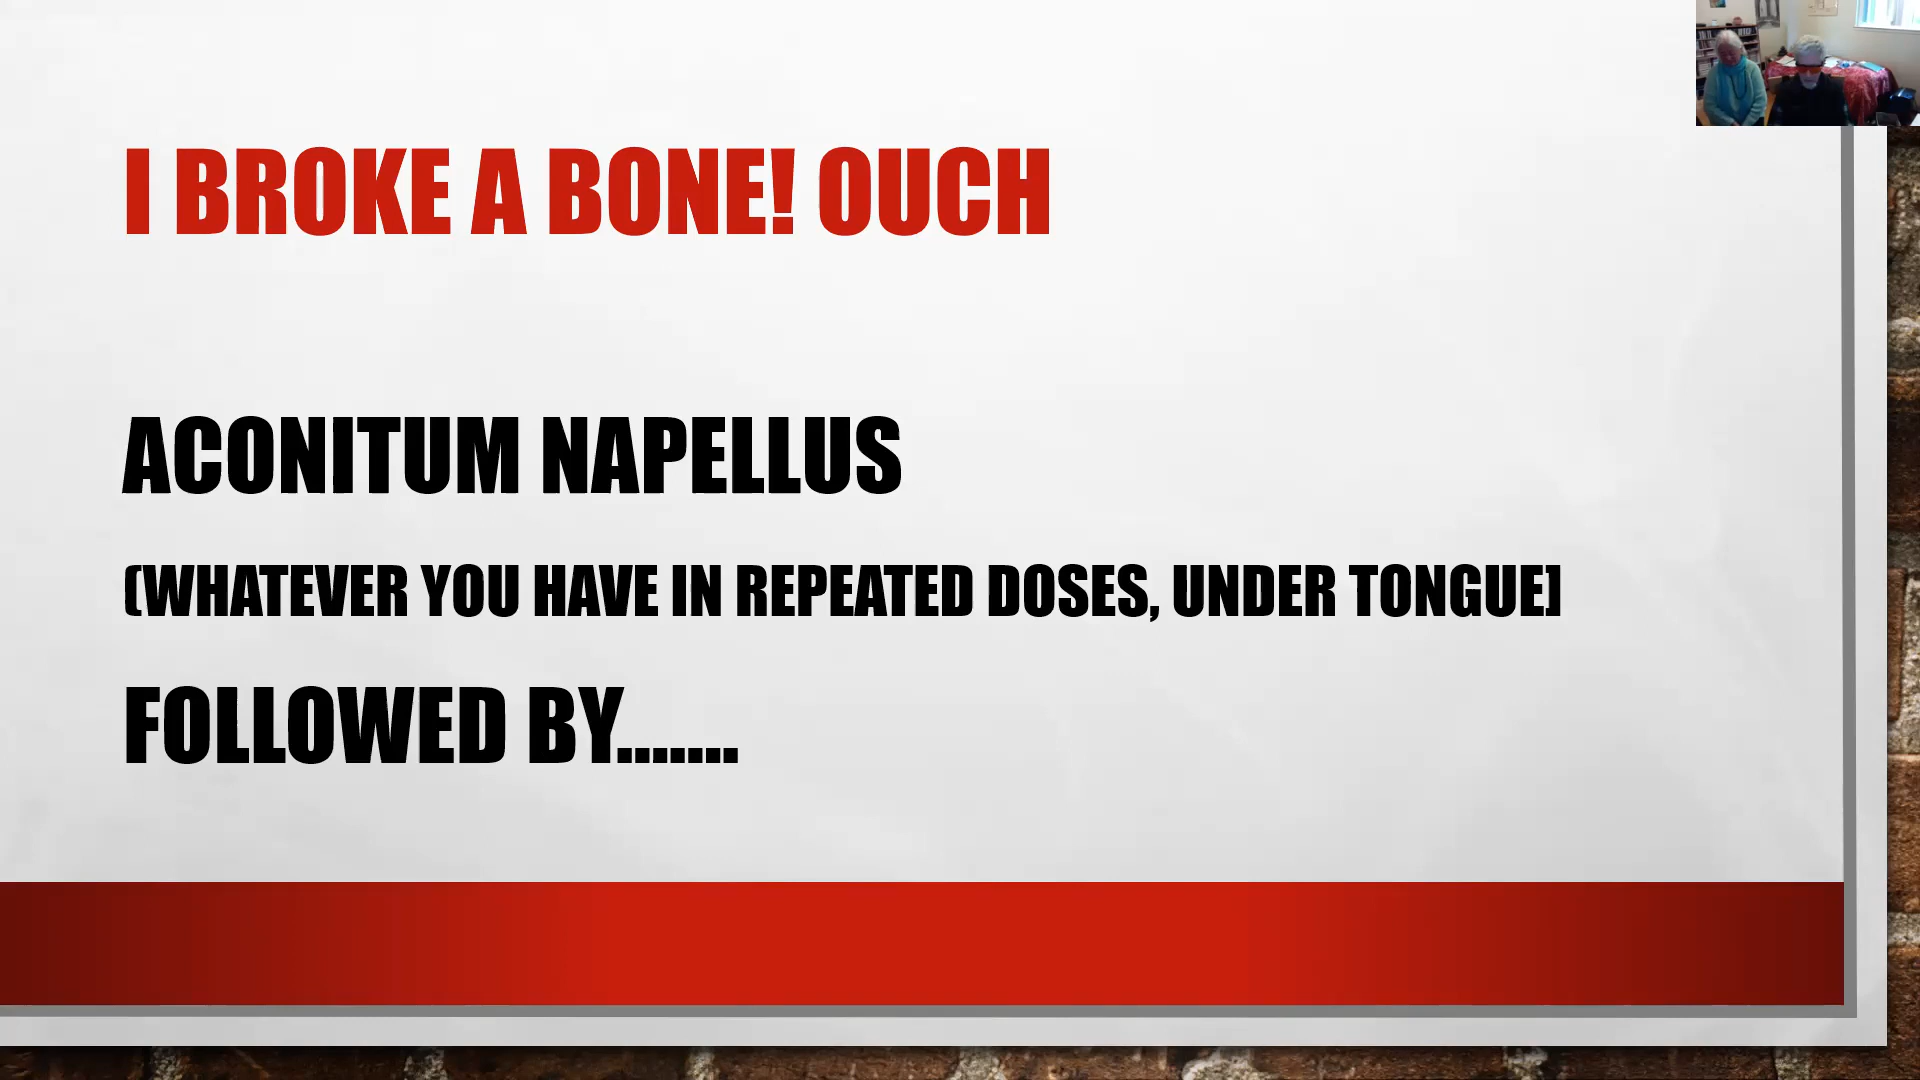 I BROKE A BONE! OUCH
ACONITUM NAPELLUS
(WHATEVER YOU HAVE IN REPEATED DOSES, UNDER TONGUE]
FOLLOWED BY.......